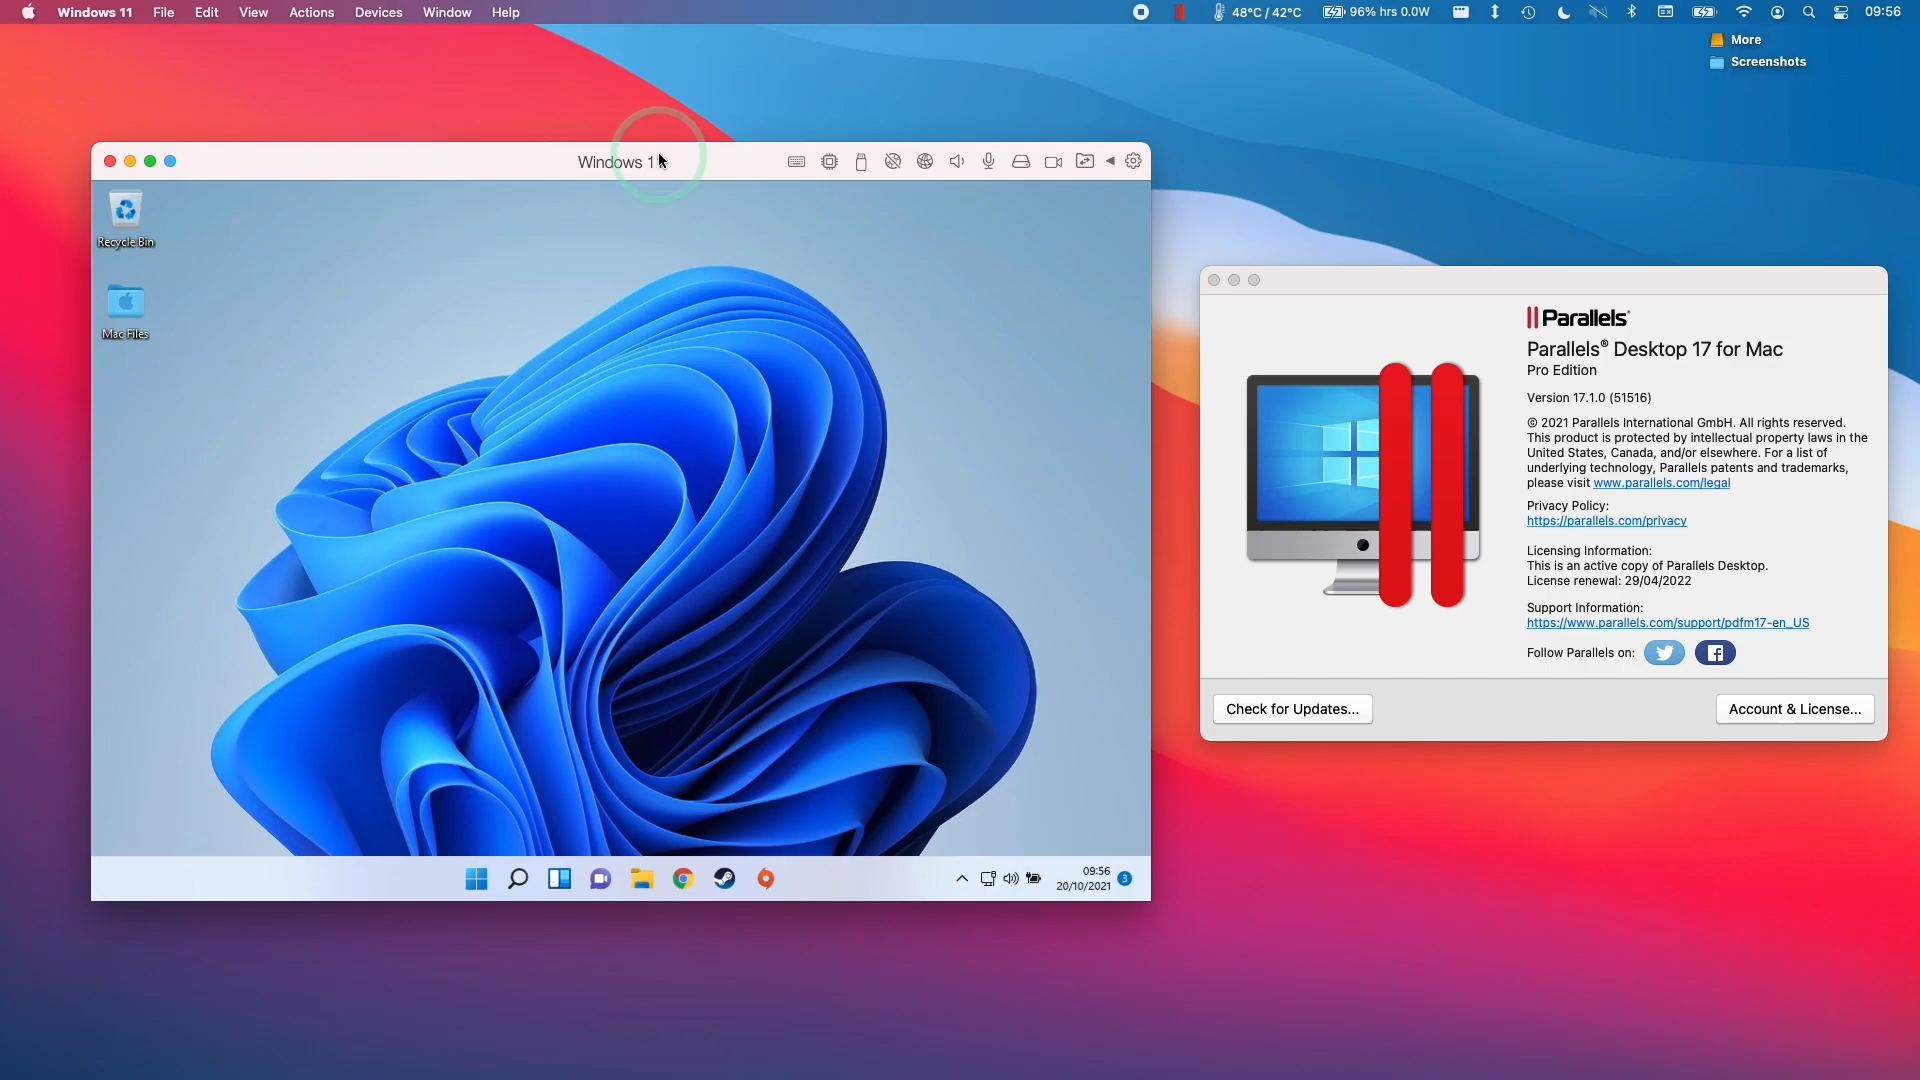 Windows 11 File Edit View Actions Devices Window Help
48°C / 42°C 96% hrs 0.0W 09:56
More
Screenshots
Windows 1
Recycle Bin
Mac Files
09:56
20/10/2021
3
Parallels®
Parallels® Desktop 17 for Mac
Pro Edition
Version 17.1.0 (51516)
© 2021 Parallels International GmbH. All rights reserved.
This product is protected by intellectual property laws in the
United States, Canada, and/or elsewhere. For a list of
underlying technology, Parallels patents and trademarks,
please visit www.parallels.com/legal
Privacy Policy:
https://parallels.com/privacy
Licensing Information:
This is an active copy of Parallels Desktop.
License renewal: 29/04/2022
Support Information:
https://www.parallels.com/support/pdfm17-en_US
Follow Parallels on:
Check for Updates... Account & License...